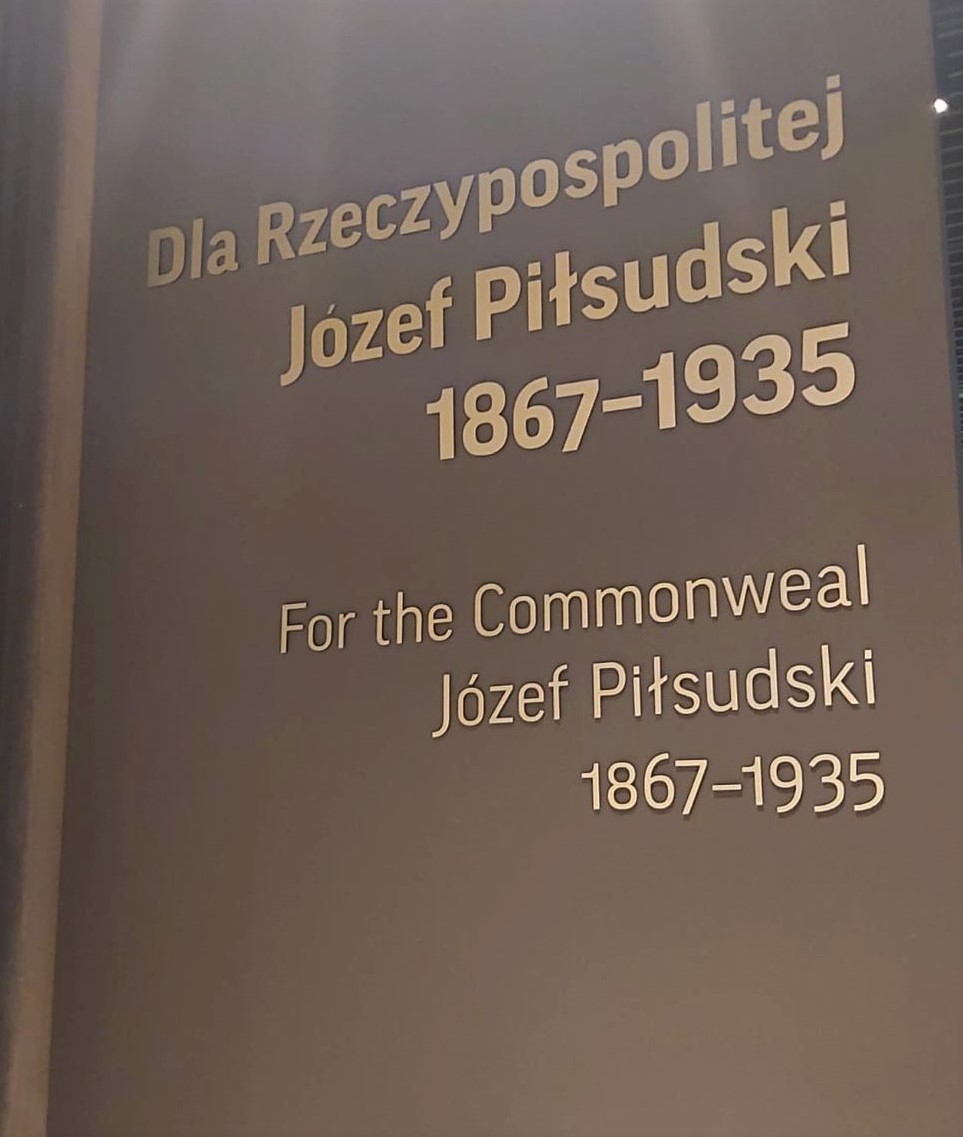 Dla Rzeczypospolitej
Józef Piłsudski
1867–1935
For the Commonweal
Józef Piłsudski
1867–1935